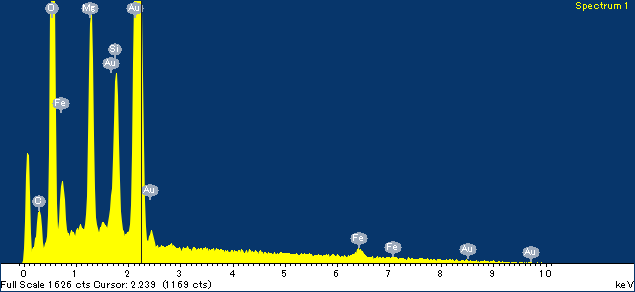 Spectrum 1
O Mg Au
Si
Au
Fe
Au
O
Fe Fe Au Au
0 1 2 3 4 5 6 7 8 9 10
Full Scale 1626 cts Cursor: 2.239 (1169 cts) keV